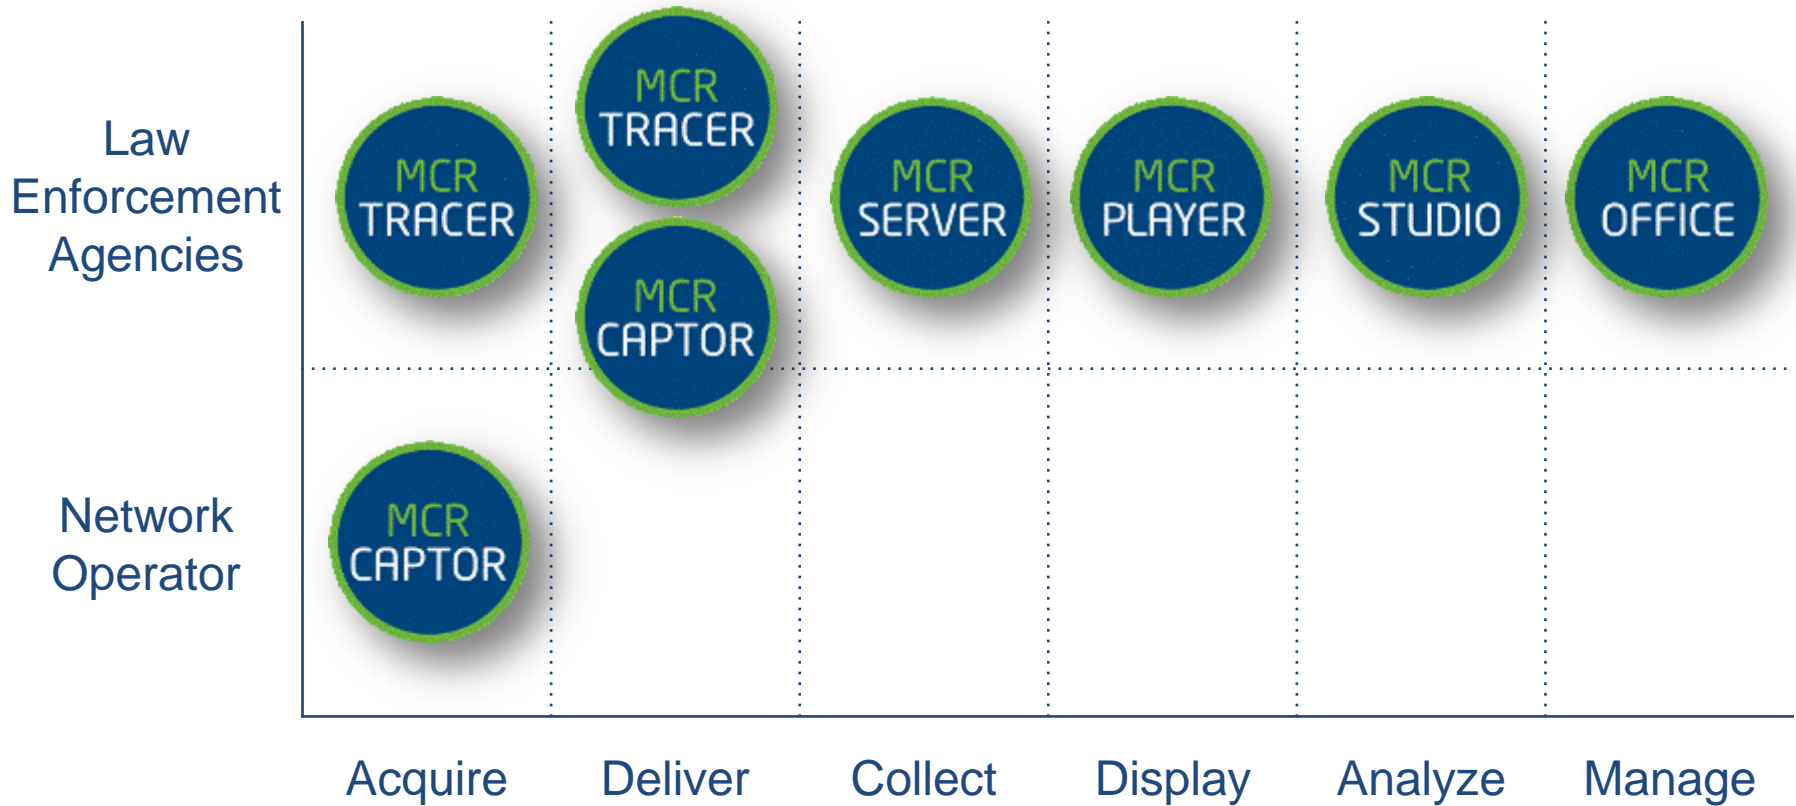 Law
Enforcement
Agencies
MCR
TRACER
MCR
TRACER
MCR
CAPTOR
MCR
SERVER
MCR
PLAYER
MCR
STUDIO
MCR
OFFICE
Network
Operator
MCR
CAPTOR
Acquire
Deliver
Collect
Display
Analyze
Manage